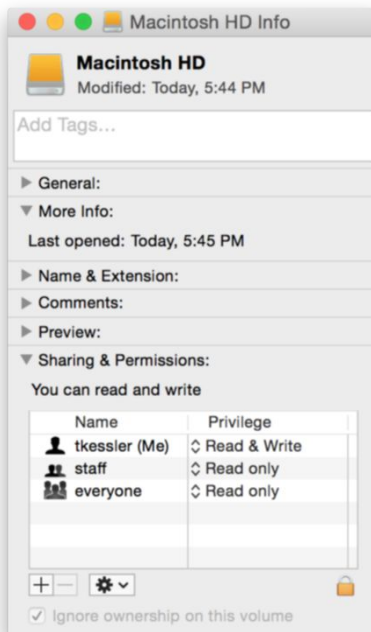 Macintosh HD Info
Macintosh HD
Modified: Today, 5:44 PM
Add Tags...
General:
More Info:
Last opened: Today, 5:45 PM
Name & Extension:
Comments:
Preview:
Sharing & Permissions:
You can read and write
Name Privilege
tkessler (Me) Read & Write
staff Read only
everyone Read only
Ignore ownership on this volume